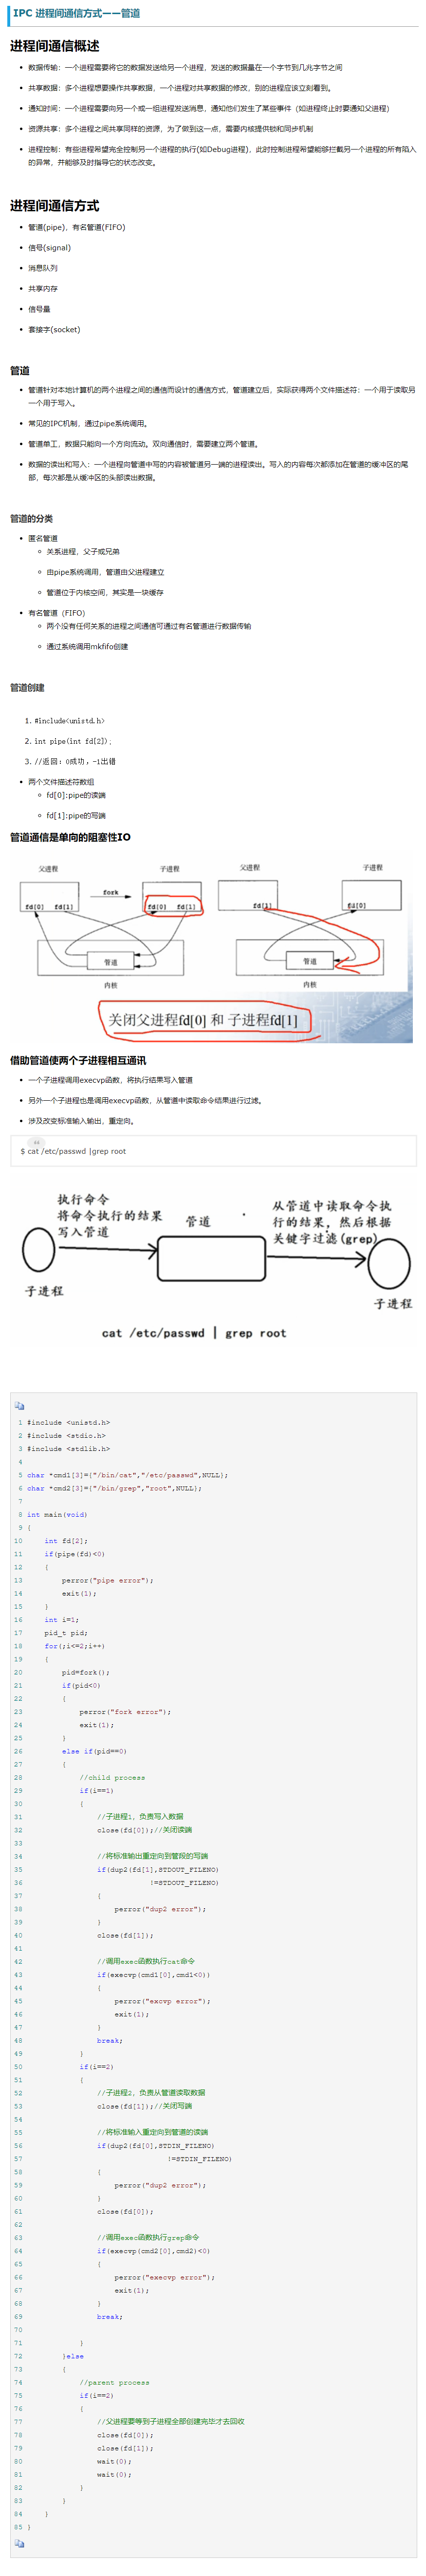 IPC 进程间通信方式——管道
进程间通信概述
数据传输：一个进程需要将它的数据发送给另一个进程，发送的数据量在一个字节到几兆字节之间
共享数据：多个进程想要操作共享数据，一个进程对共享数据的修改，别的进程应该立刻看到。
通知时间：一个进程需要向另一个或一组进程发送消息，通知他们发生了某些事件（如进程终止时要通知父进程）
资源共享：多个进程之间共享同样的资源，为了做到这一点，需要内核提供锁和同步机制
进程控制：有些进程希望完全控制另一个进程的执行(如Debug进程)，此时控制进程希望能够拦截另一个进程的所有陷入
的异常，并能够及时指导它的状态改变。
进程间通信方式
管道(pipe)，有名管道(FIFO)
信号(signal)
消息队列
共享内存
信号量
套接字(socket)
管道
管道针对本地计算机的两个进程之间的通信而设计的通信方式，管道建立后，实际获得两个文件描述符：一个用于读取另
一个用于写入。
常见的IPC机制，通过pipe系统调用。
管道单工，数据只能向一个方向流动。双向通信时，需要建立两个管道。
数据的读出和写入：一个进程向管道中写的内容被管道另一端的进程读出。写入的内容每次都添加在管道的缓冲区的尾
部，每次都是从缓冲区的头部读出数据。
管道的分类
匿名管道
关系进程，父子或兄弟
由pipe系统调用，管道由父进程建立
管道位于内核空间，其实是一块缓存
有名管道（FIFO）
两个没有任何关系的进程之间通信可通过有名管道进行数据传输
通过系统调用mkfifo创建
管道创建
1. #include<unistd.h>
2. int pipe(int fd[2]);
3. //返回：0成功，-1出错
两个文件描述符数组
fd[0]:pipe的读端
fd[1]:pipe的写端
管道通信是单向的阻塞性IO
父进程 子进程 父进程 子进程
fork
fd[0] fd[1] fd[0] fd[1] fd[1] fd[0]
管道 管道
内核 内核
关闭父进程fd[0] 和 子进程fd[1]
借助管道使两个子进程相互通讯
一个子进程调用execvp函数，将执行结果写入管道
另外一个子进程也是调用execvp函数，从管道中读取命令结果进行过滤。
涉及改变标准输入输出，重定向。
$ cat /etc/passwd |grep root
执行命令
将命令执行的结果
写入管道
管道
从管道中读取命令执
行的结果，然后根据
关键字过滤(grep)
子进程
子进程
cat /etc/passwd | grep root
1 #include <unistd.h>
2 #include <stdio.h>
3 #include <stdlib.h>
4
5 char *cmd1[3]={"/bin/cat","/etc/passwd",NULL};
6 char *cmd2[3]={"/bin/grep","root",NULL};
7
8 int main(void)
9 {
10     int fd[2];
11     if(pipe(fd)<0)
12     {
13         perror("pipe error");
14         exit(1);
15     }
16     int i=1;
17     pid_t pid;
18     for(;i<=2;i++)
19     {
20         pid=fork();
21         if(pid<0)
22         {
23             perror("fork error");
24             exit(1);
25         }
26         else if(pid==0)
27         {
28             //child process
29             if(i==1)
30             {
31                 //子进程1，负责写入数据
32                 close(fd[0]);//关闭读端
33
34                 //将标准输出重定向到管段的写端
35                 if(dup2(fd[1],STDOUT_FILENO)
36                             !=STDOUT_FILENO)
37                 {
38                     perror("dup2 error");
39                 }
40                 close(fd[1]);
41
42                 //调用exec函数执行cat命令
43                 if(execvp(cmd1[0],cmd1<0))
44                 {
45                     perror("excvp error");
46                     exit(1);
47                 }
48                 break;
49             }
50             if(i==2)
51             {
52                 //子进程2，负责从管道读取数据
53                 close(fd[1]);//关闭写端
54
55                 //将标准输入重定向到管道的读端
56                 if(dup2(fd[0],STDIN_FILENO)
57                                 !=STDIN_FILENO)
58                 {
59                     perror("dup2 error");
60                 }
61                 close(fd[0]);
62
63                 //调用exec函数执行grep命令
64                 if(execvp(cmd2[0],cmd2)<0)
65                 {
66                     perror("execvp error");
67                     exit(1);
68                 }
69                 break;
70
71             }
72         }else
73         {
74             //parent process
75             if(i==2)
76             {
77                 //父进程要等到子进程全部创建完毕才去回收
78                 close(fd[0]);
79                 close(fd[1]);
80                 wait(0);
81                 wait(0);
82             }
83         }
84     }
85 }